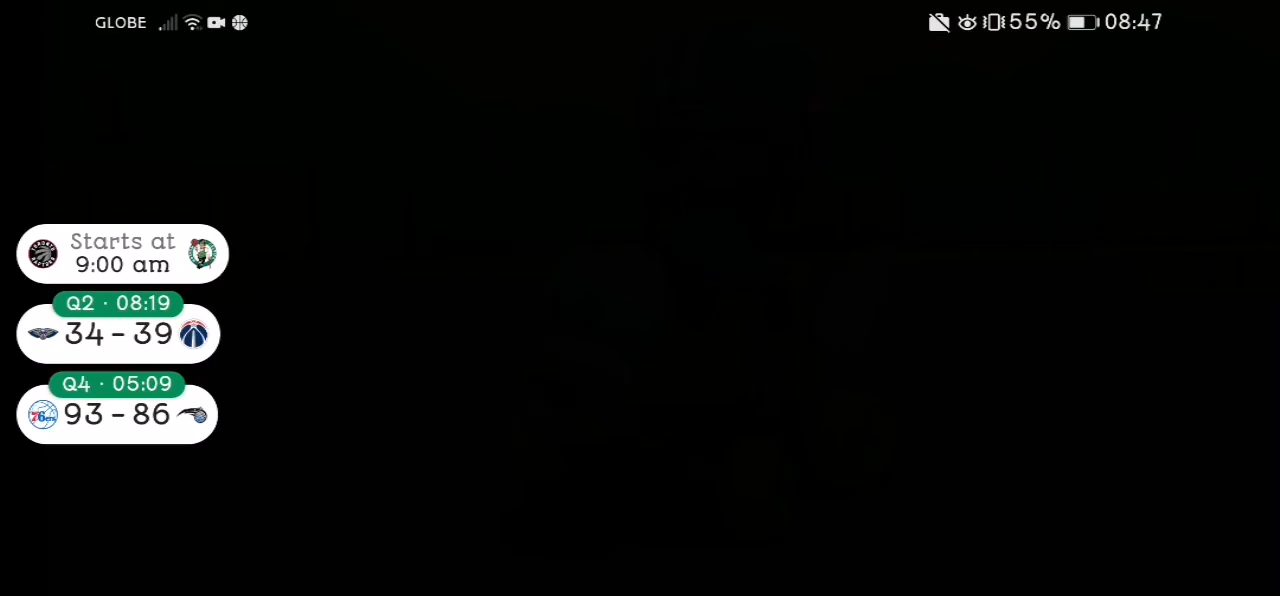 GLOBE 55% 08:47
Starts at
9:00 am
Q2 · 08:19
34 - 39
Q4 · 05:09
76ers 93 - 86